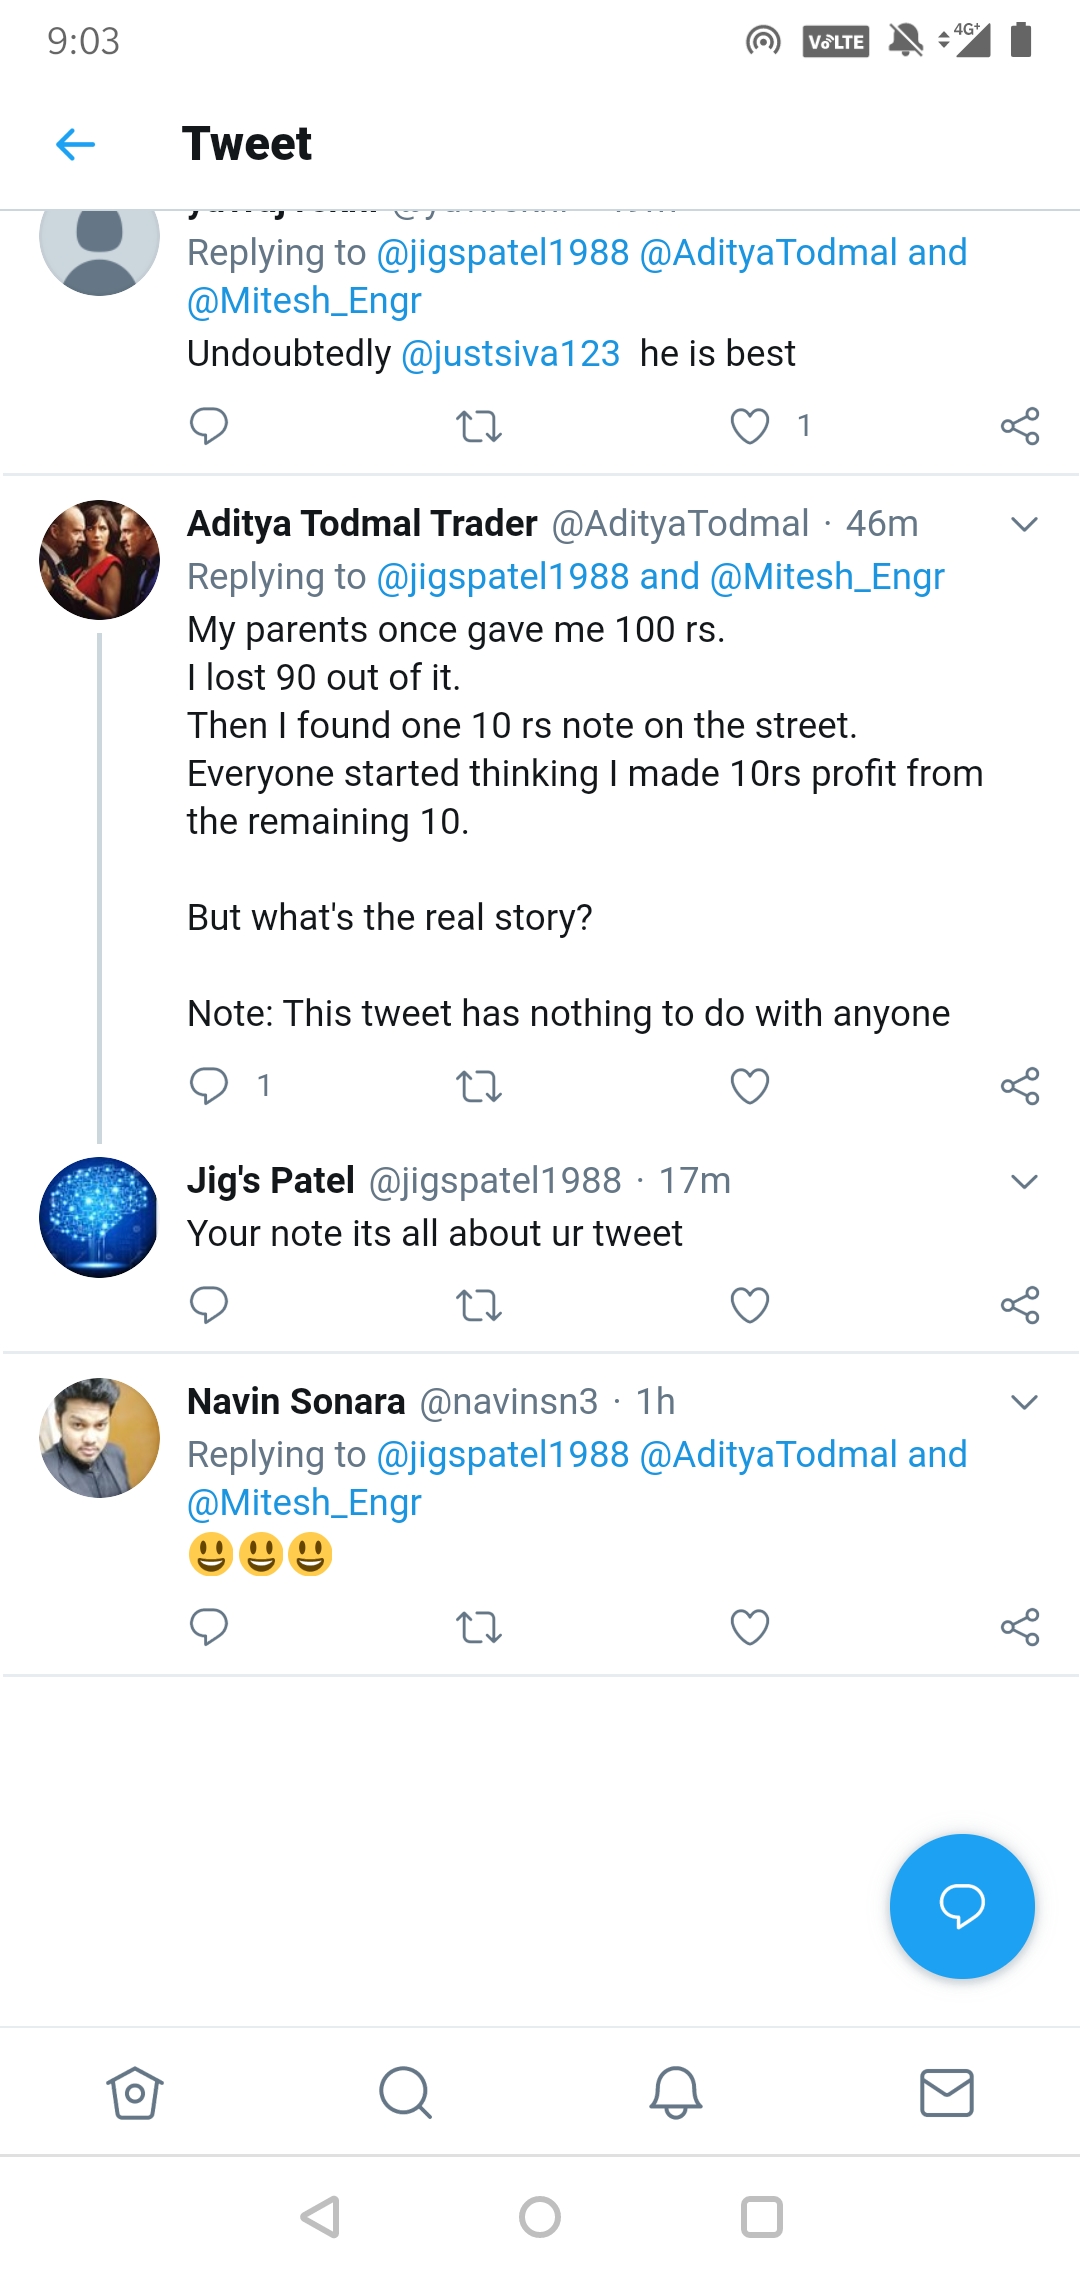 9:03
VoLTE
4G+
Tweet
Replying to @jigspatel1988 @AdityaTodmal and
@Mitesh_Engr
Undoubtedly @justsiva123 he is best
1
Aditya Todmal Trader @AdityaTodmal · 46m
Replying to @jigspatel1988 and @Mitesh_Engr
My parents once gave me 100 rs.
I lost 90 out of it.
Then I found one 10 rs note on the street.
Everyone started thinking I made 10rs profit from
the remaining 10.
But what's the real story?
Note: This tweet has nothing to do with anyone
1
Jig's Patel @jigspatel1988 · 17m
Your note its all about ur tweet
Navin Sonara @navinsn3 · 1h
Replying to @jigspatel1988 @AdityaTodmal and
@Mitesh_Engr
😃😃😃